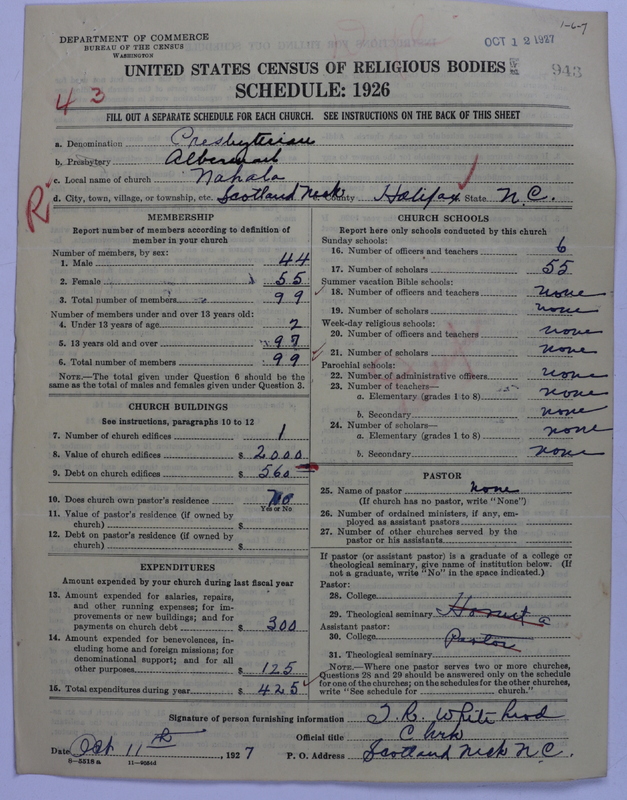 1-6-7
DEPARTMENT OF COMMERCE
BUREAU OF THE CENSUS
WASHINGTON
OCT 12 1927
943
UNITED STATES CENSUS OF RELIGIOUS BODIES
SCHEDULE: 1926
43
FILL OUT A SEPARATE SCHEDULE FOR EACH CHURCH. SEE INSTRUCTIONS ON THE BACK OF THIS SHEET
a. Denomination Presbyterian
b. Presbytery Albemarle
c. Local name of church Nahala
d. City, town, village, or township, etc. Scotland Neck County Halifax State N.C.
R
MEMBERSHIP
Report number of members according to definition of
member in your church
Number of members, by sex:
1. Male 44
2. Female 55
3. Total number of members 99
Number of members under and over 13 years old:
4. Under 13 years of age 2
5. 13 years old and over 97
6. Total number of members 99
NOTE.—The total given under Question 6 should be the
same as the total of males and females given under Question 3.
CHURCH BUILDINGS
See instructions, paragraphs 10 to 12
7. Number of church edifices 1
8. Value of church edifices $ 2000
9. Debt on church edifices $ 560
10. Does church own pastor's residence no
Yes or No
11. Value of pastor's residence (if owned by
church) $
12. Debt on pastor's residence (if owned by
church) $
EXPENDITURES
Amount expended by your church during last fiscal year
13. Amount expended for salaries, repairs,
and other running expenses; for im-
provements or new buildings; and for
payments on church debt $ 300
14. Amount expended for benevolences, in-
cluding home and foreign missions; for
denominational support; and for all
other purposes $ 125
15. Total expenditures during year $ 425
CHURCH SCHOOLS
Report here only schools conducted by this church
Sunday schools:
16. Number of officers and teachers 6
17. Number of scholars 55
Summer vacation Bible schools:
18. Number of officers and teachers none
19. Number of scholars none
Week-day religious schools:
20. Number of officers and teachers none
21. Number of scholars none
Parochial schools:
22. Number of administrative officers none
23. Number of teachers—
a. Elementary (grades 1 to 8) none
b. Secondary none
24. Number of scholars—
a. Elementary (grades 1 to 8) none
b. Secondary none
PASTOR
25. Name of pastor none
(If church has no pastor, write "None")
26. Number of ordained ministers, if any, em-
ployed as assistant pastors
27. Number of other churches served by the
pastor or his assistants
If pastor (or assistant pastor) is a graduate of a college or
theological seminary, give name of institution below. (If
not a graduate, write "No" in the space indicated.)
Pastor:
28. College
29. Theological seminary Havent a
Assistant pastor:
30. College Pastor
31. Theological seminary
NOTE.—Where one pastor serves two or more churches,
Questions 28 and 29 should be answered only on the schedule
for one of the churches; on the schedules for the other churches,
write "See schedule for church."
Signature of person furnishing information White head
Official title Clerk
Date Oct 11th, 1927 P. O. Address Scotland Neck N.C.
8-5518a